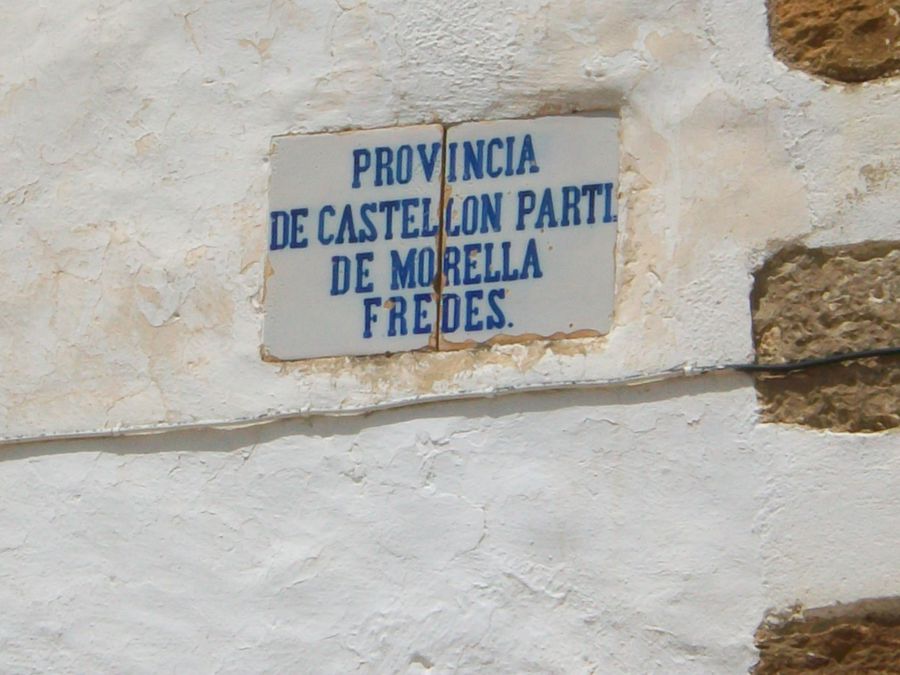 PROVINCIA
DE CASTELLON PARTI.
DE MORELLA
FREDES.